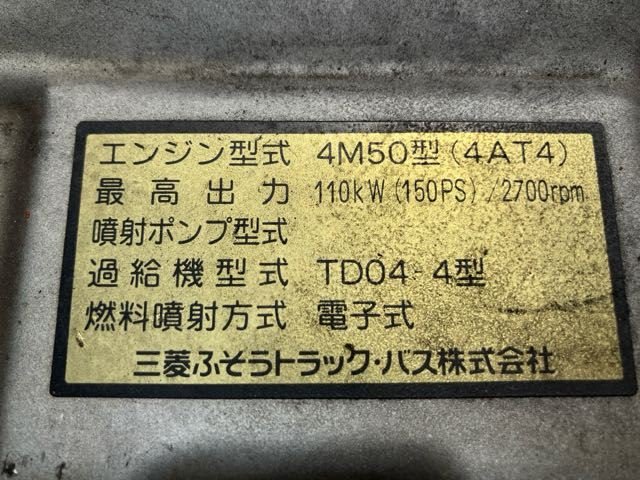 エンジン型式 4M50型(4AT4)
最高出力 110kW(150PS)/2700rpm
噴射ポンプ型式
過給機型式 TD04-4型
燃料噴射方式 電子式
三菱ふそうトラック・バス株式会社